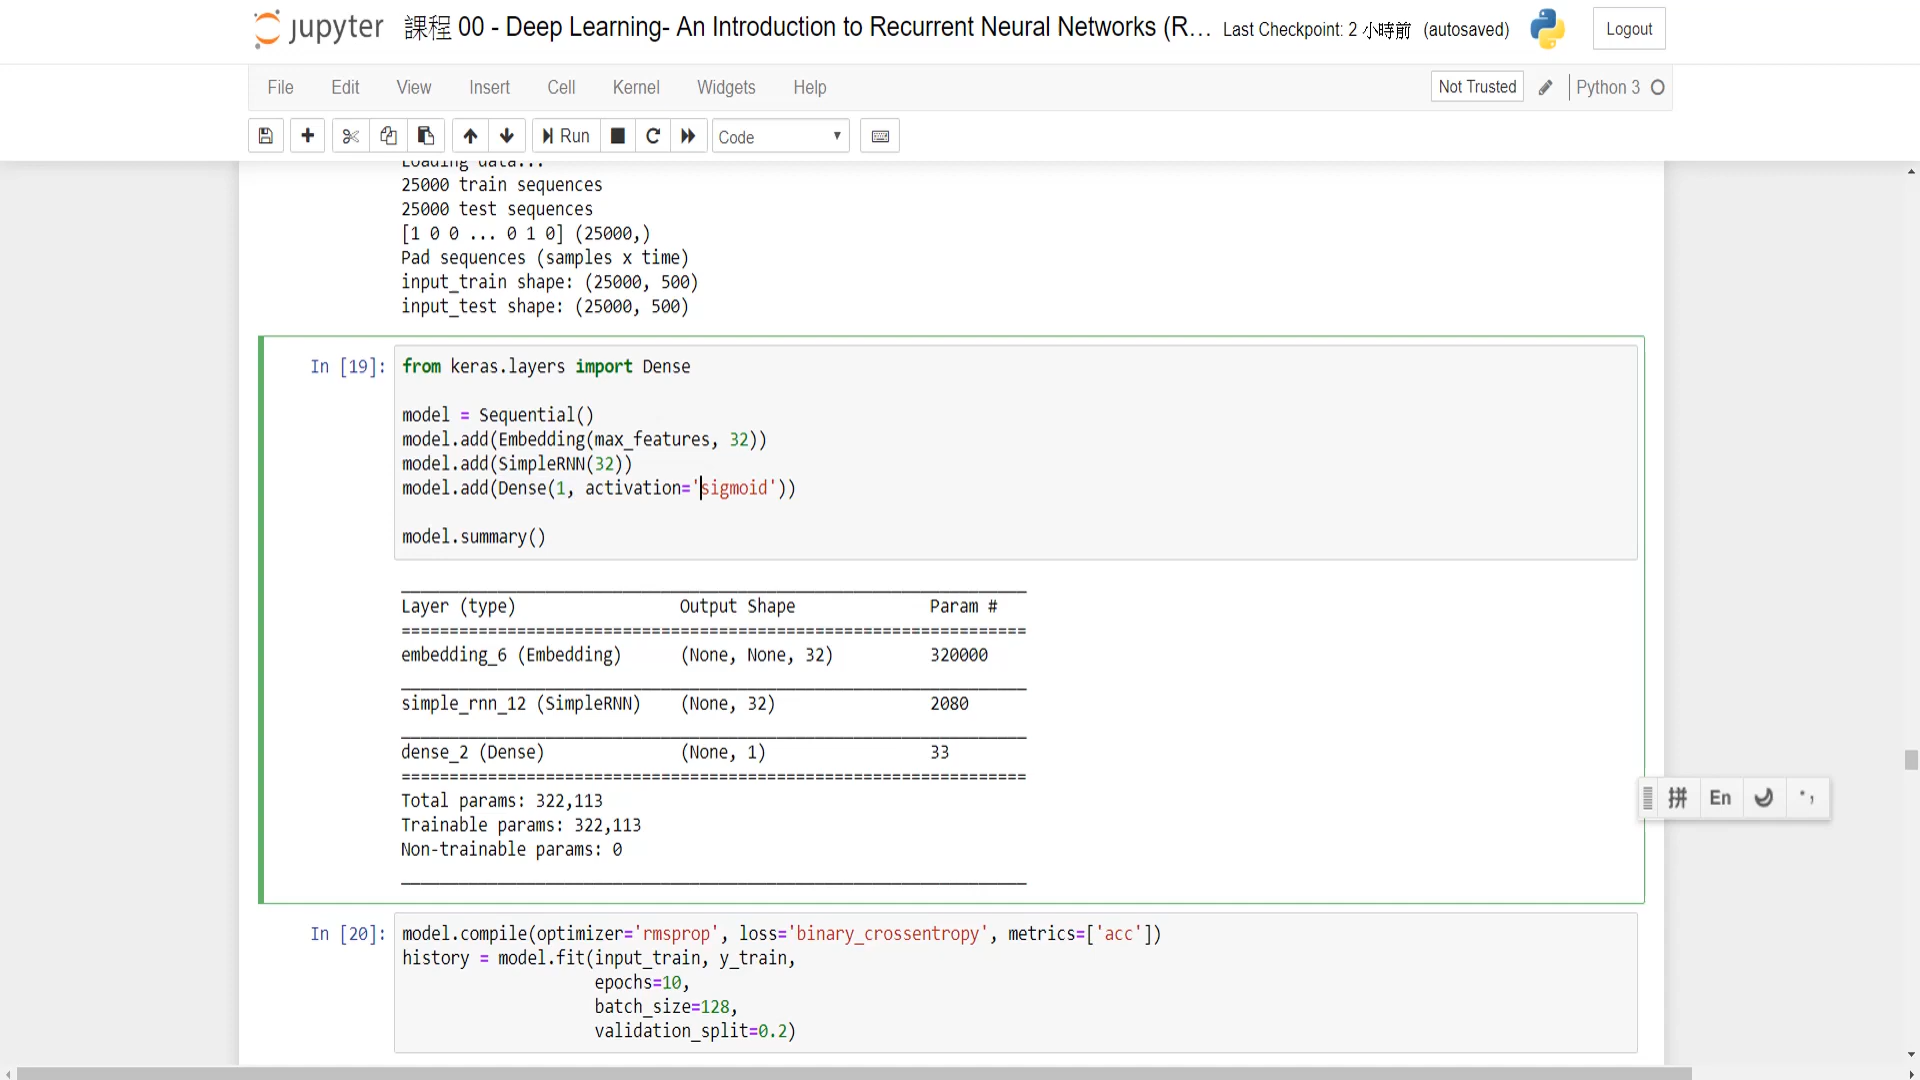 jupyter 課程 00 - Deep Learning- An Introduction to Recurrent Neural Networks (R... Last Checkpoint: 2 小時前 (autosaved) Logout
File Edit View Insert Cell Kernel Widgets Help Not Trusted Python 3
Run Code
Loading data...
25000 train sequences
25000 test sequences
[1 0 0 ... 0 1 0] (25000,)
Pad sequences (samples x time)
input_train shape: (25000, 500)
input_test shape: (25000, 500)
In [19]: from keras.layers import Dense
model = Sequential()
model.add(Embedding(max_features, 32))
model.add(SimpleRNN(32))
model.add(Dense(1, activation='sigmoid'))
model.summary()
_________________________________________________________________
Layer (type) Output Shape Param #
=================================================================
embedding_6 (Embedding) (None, None, 32) 320000
_________________________________________________________________
simple_rnn_12 (SimpleRNN) (None, 32) 2080
_________________________________________________________________
dense_2 (Dense) (None, 1) 33
=================================================================
Total params: 322,113
Trainable params: 322,113
Non-trainable params: 0
_________________________________________________________________
拼 En
In [20]: model.compile(optimizer='rmsprop', loss='binary_crossentropy', metrics=['acc'])
history = model.fit(input_train, y_train,
epochs=10,
batch_size=128,
validation_split=0.2)